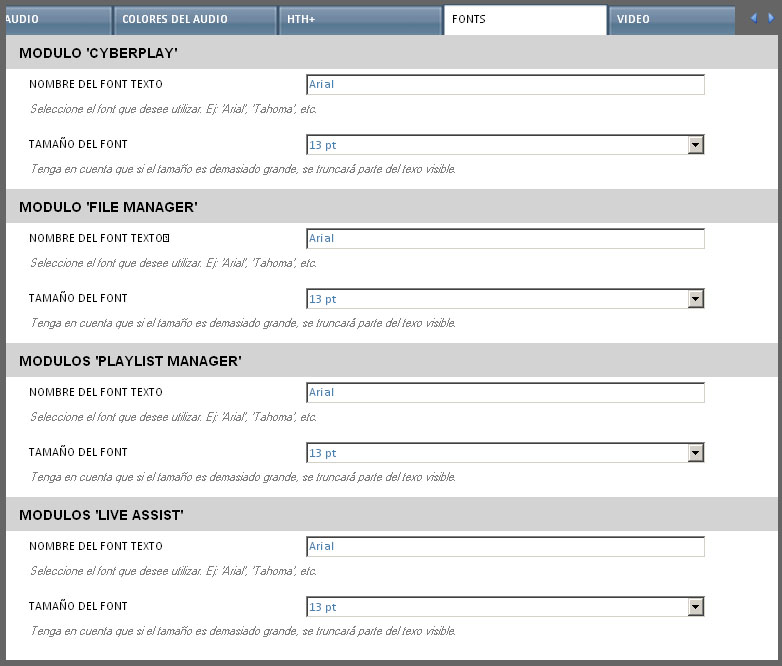 AUDIO COLORES DEL AUDIO HTH+ FONTS VIDEO
MODULO 'CYBERPLAY'
NOMBRE DEL FONT TEXTO Arial
Seleccione el font que desee utilizar. Ej: 'Arial', 'Tahoma', etc.
TAMAÑO DEL FONT 13 pt
Tenga en cuenta que si el tamaño es demasiado grande, se truncará parte del texo visible.
MODULO 'FILE MANAGER'
NOMBRE DEL FONT TEXTO Arial
Seleccione el font que desee utilizar. Ej: 'Arial', 'Tahoma', etc.
TAMAÑO DEL FONT 13 pt
Tenga en cuenta que si el tamaño es demasiado grande, se truncará parte del texo visible.
MODULOS 'PLAYLIST MANAGER'
NOMBRE DEL FONT TEXTO Arial
Seleccione el font que desee utilizar. Ej: 'Arial', 'Tahoma', etc.
TAMAÑO DEL FONT 13 pt
Tenga en cuenta que si el tamaño es demasiado grande, se truncará parte del texo visible.
MODULOS 'LIVE ASSIST'
NOMBRE DEL FONT TEXTO Arial
Seleccione el font que desee utilizar. Ej: 'Arial', 'Tahoma', etc.
TAMAÑO DEL FONT 13 pt
Tenga en cuenta que si el tamaño es demasiado grande, se truncará parte del texo visible.